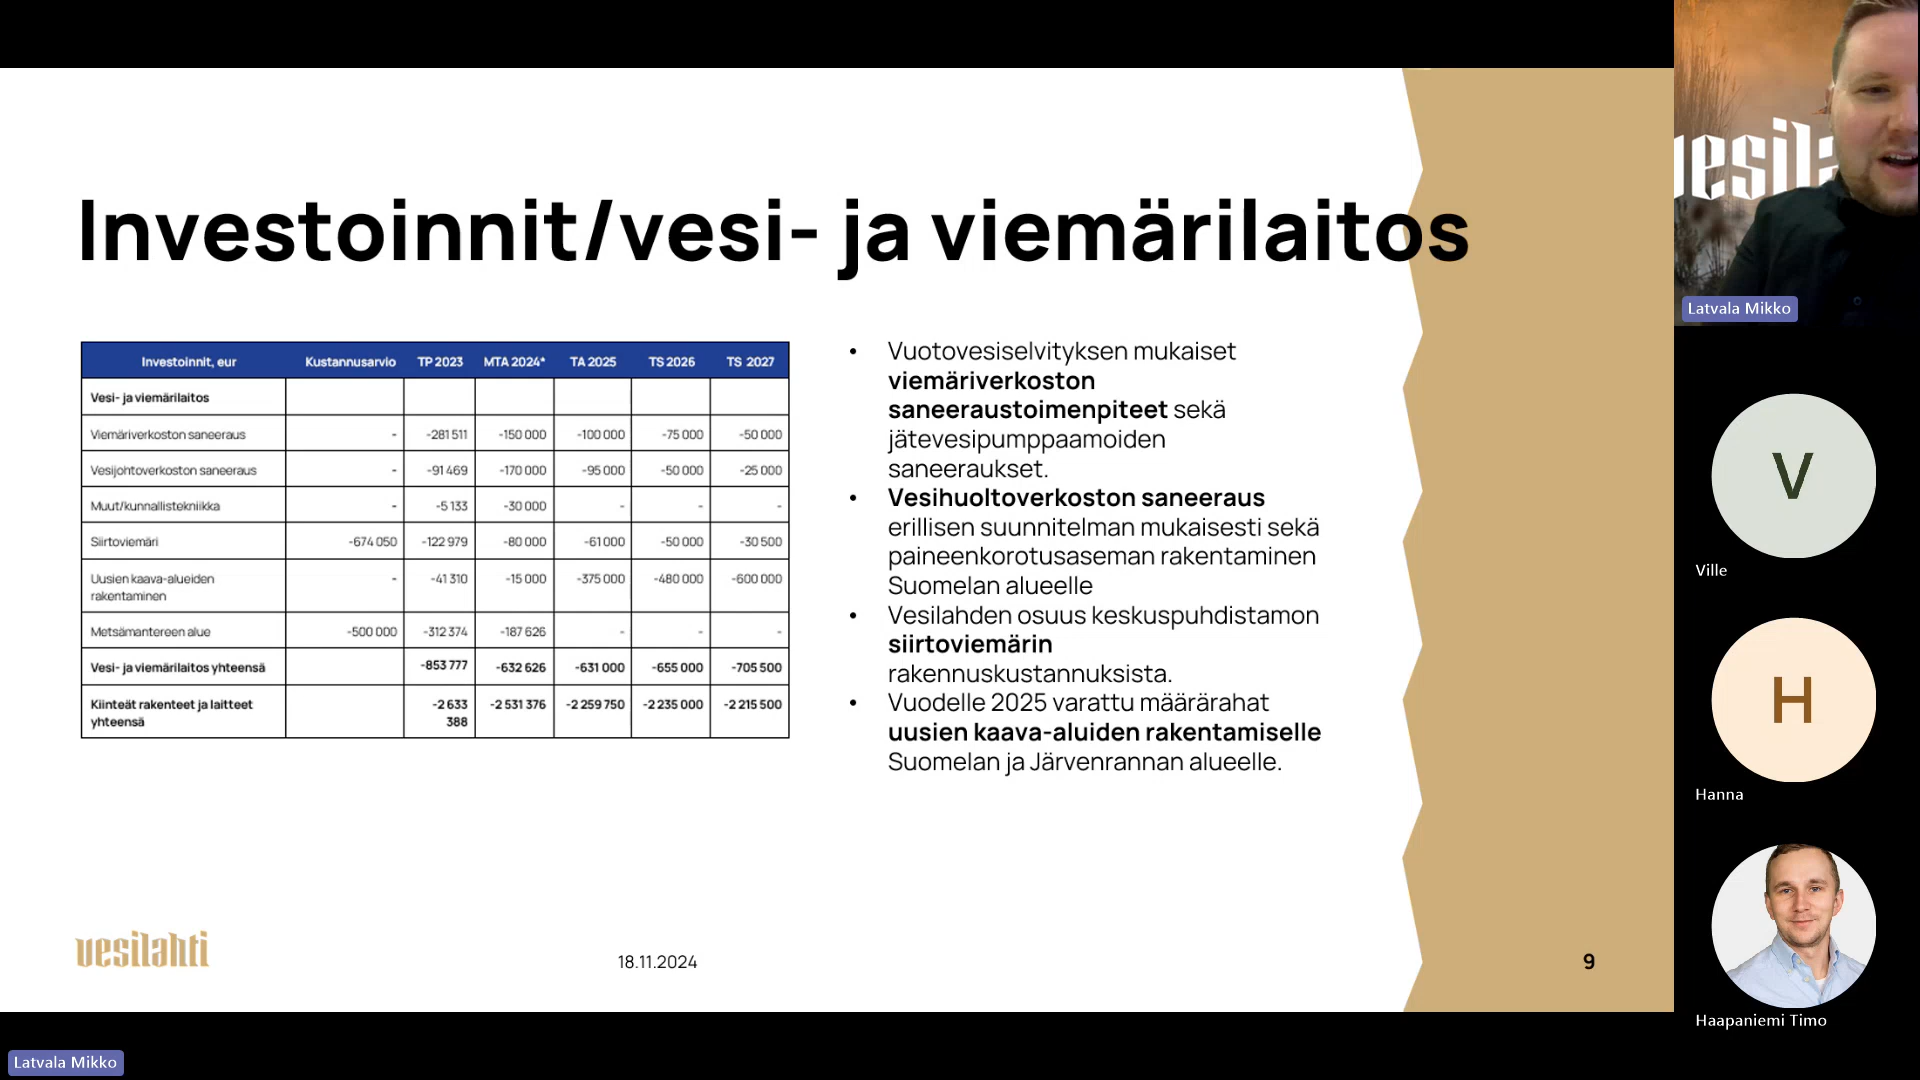 Investoinnit/vesi- ja viemärilaitos
Investoinnit, eur Kustannusarvio TP 2023 MTA 2024* TA 2025 TS 2026 TS 2027
Vesi- ja viemärilaitos
Viemäriverkoston saneeraus - -281 511 -150 000 -100 000 -75 000 -50 000
Vesijohtoverkoston saneeraus - -91 469 -170 000 -95 000 -50 000 -25 000
Muut/kunnallistekniikka - -5 133 -30 000 - - -
Siirtoviemäri -674 050 -122 979 -80 000 -61 000 -50 000 -30 500
Uusien kaava-alueiden
rakentaminen - -41 310 -15 000 -375 000 -480 000 -600 000
Metsämantereen alue -500 000 -312 374 -187 626 - - -
Vesi- ja viemärilaitos yhteensä -853 777 -632 626 -631 000 -655 000 -705 500
Kiinteät rakenteet ja laitteet
yhteensä -2 633
388 -2 531 376 -2 259 750 -2 235 000 -2 215 500
• Vuotovesiselvityksen mukaiset
viemäriverkoston
saneeraustoimenpiteet sekä
jätevesipumppaamoiden
saneeraukset.
• Vesihuoltoverkoston saneeraus
erillisen suunnitelman mukaisesti sekä
paineenkorotusaseman rakentaminen
Suomelan alueelle
• Vesilahden osuus keskuspuhdistamon
siirtoviemärin
rakennuskustannuksista.
• Vuodelle 2025 varattu määrärahat
uusien kaava-aluiden rakentamiselle
Suomelan ja Järvenrannan alueelle.
vesilahti
18.11.2024
9
Latvala Mikko
V
Ville
H
Hanna
Haapaniemi Timo
Latvala Mikko